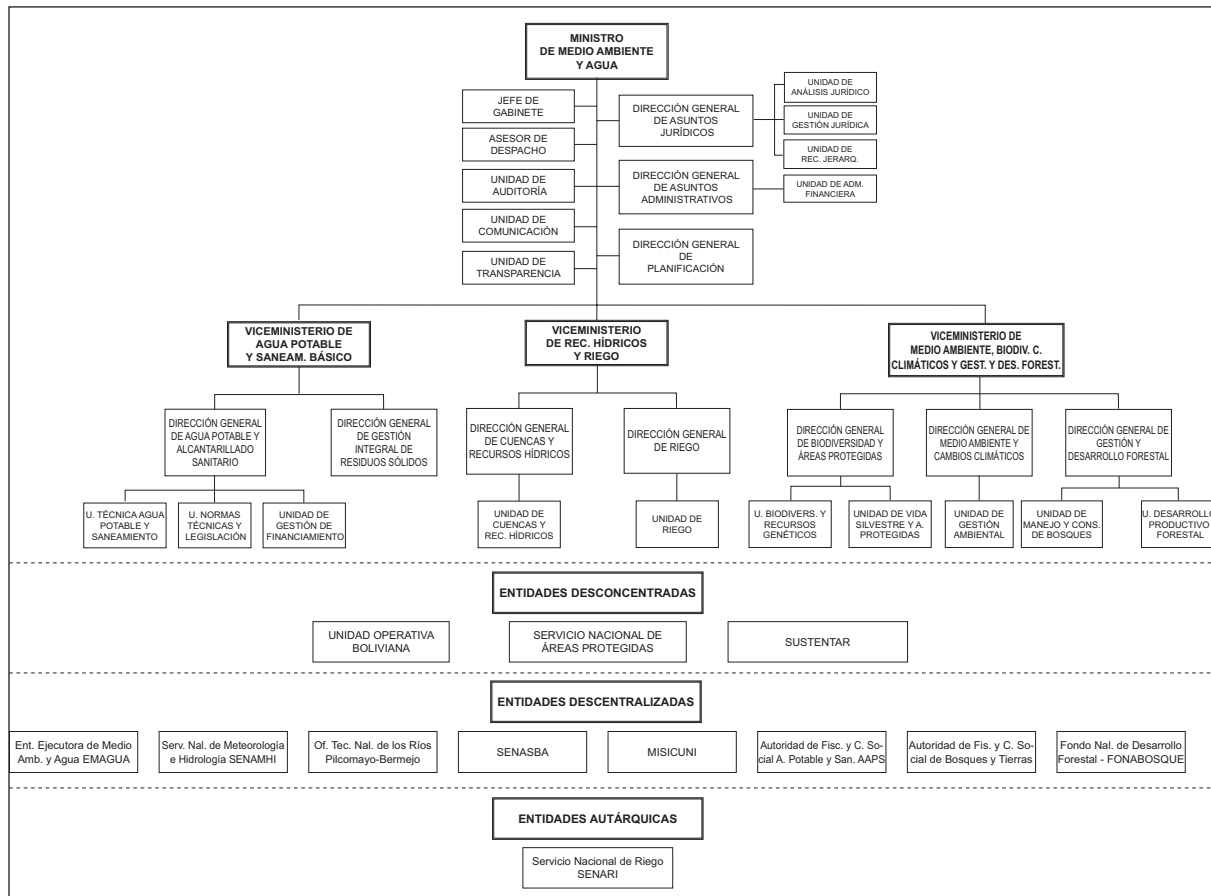 MINISTRO
DE MEDIO AMBIENTE
Y AGUA
JEFE DE
GABINETE
ASESOR DE
DESPACHO
UNIDAD DE
AUDITORÍA
UNIDAD DE
COMUNICACIÓN
UNIDAD DE
TRANSPARENCIA
DIRECCIÓN GENERAL
DE ASUNTOS
JURÍDICOS
DIRECCIÓN GENERAL
DE ASUNTOS
ADMINISTRATIVOS
DIRECCIÓN GENERAL
DE
PLANIFICACIÓN
UNIDAD DE
ANÁLISIS JURÍDICO
UNIDAD DE
GESTIÓN JURÍDICA
UNIDAD DE
REC. JERARQ.
UNIDAD DE ADM.
FINANCIERA
VICEMINISTERIO DE
AGUA POTABLE
Y SANEAM. BÁSICO
VICEMINISTERIO
DE REC. HÍDRICOS
Y RIEGO
VICEMINISTERIO DE
MEDIO AMBIENTE, BIODIV. C.
CLIMÁTICOS Y GEST. Y DES. FOREST.
DIRECCIÓN GENERAL
DE AGUA POTABLE Y
ALCANTARILLADO
SANITARIO
DIRECCIÓN GENERAL
DE GESTIÓN
INTEGRAL DE
RESIDUOS SÓLIDOS
DIRECCIÓN GENERAL
DE CUENCAS Y
RECURSOS HÍDRICOS
DIRECCIÓN GENERAL
DE RIEGO
DIRECCIÓN GENERAL
DE BIODIVERSIDAD Y
ÁREAS PROTEGIDAS
DIRECCIÓN GENERAL DE
MEDIO AMBIENTE Y
CAMBIOS CLIMÁTICOS
DIRECCIÓN GENERAL DE
GESTIÓN Y
DESARROLLO FORESTAL
U. TÉCNICA AGUA
POTABLE Y
SANEAMIENTO
U. NORMAS
TÉCNICAS Y
LEGISLACIÓN
UNIDAD DE
GESTIÓN DE
FINANCIAMIENTO
UNIDAD DE
CUENCAS Y
REC. HÍDRICOS
UNIDAD DE
RIEGO
U. BIODIVERS. Y
RECURSOS
GENÉTICOS
UNIDAD DE VIDA
SILVESTRE Y A.
PROTEGIDAS
UNIDAD DE
GESTIÓN
AMBIENTAL
UNIDAD DE
MANEJO Y CONS.
DE BOSQUES
U. DESARROLLO
PRODUCTIVO
FORESTAL
ENTIDADES DESCONCENTRADAS
UNIDAD OPERATIVA
BOLIVIANA
SERVICIO NACIONAL DE
ÁREAS PROTEGIDAS
SUSTENTAR
ENTIDADES DESCENTRALIZADAS
Ent. Ejecutora de Medio
Amb. y Agua EMAGUA
Serv. Nal. de Meteorología
e Hidrología SENAMHI
Of. Tec. Nal. de los Ríos
Pilcomayo-Bermejo
SENASBA
MISICUNI
Autoridad de Fisc. y C. So-
cial A. Potable y San. AAPS
Autoridad de Fis. y C. So-
cial de Bosques y Tierras
Fondo Nal. de Desarrollo
Forestal - FONABOSQUE
ENTIDADES AUTÁRQUICAS
Servicio Nacional de Riego
SENARI